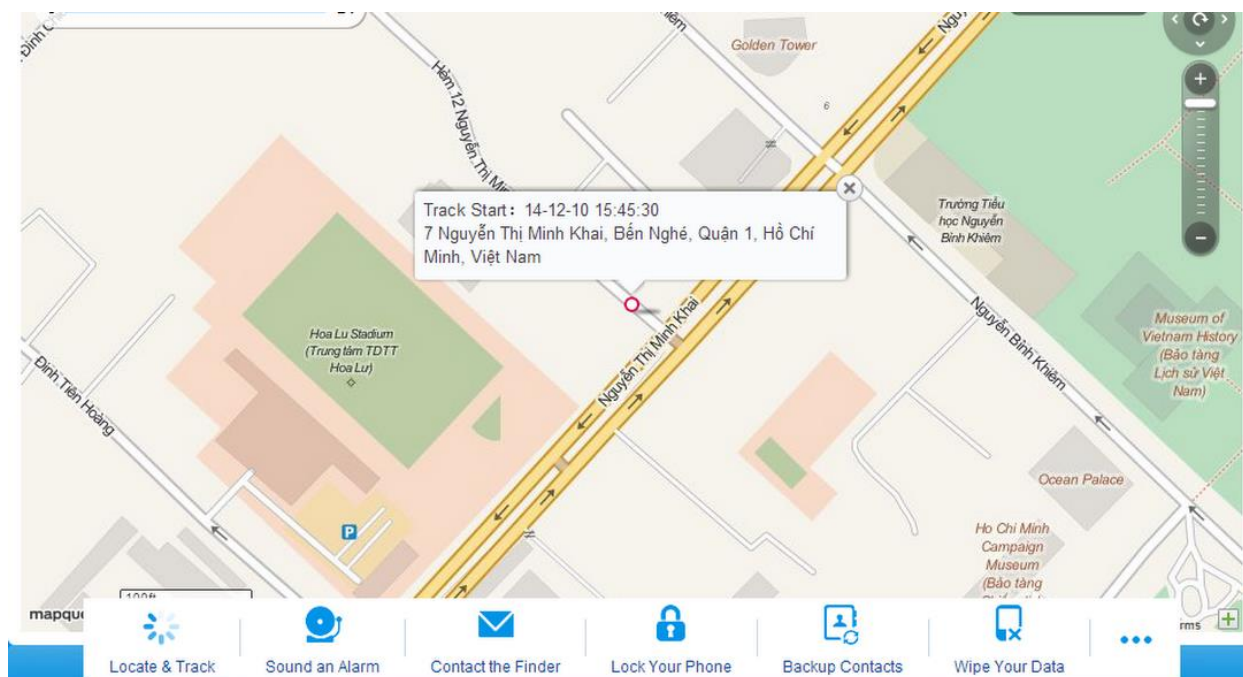 Golden Tower
6
Hẻm 12 Nguyễn Thị Minh
Track Start: 14-12-10 15:45:30
7 Nguyễn Thị Minh Khai, Bến Nghé, Quận 1, Hồ Chí
Minh, Việt Nam
Trường Tiểu
học Nguyễn
Bỉnh Khiêm
Nguyễn Thị Minh Khai
Nguyễn Bỉnh Khiêm
Museum of
Vietnam History
(Bảo tàng
Lịch sử Việt
Nam)
Hoa Lu Stadium
(Trung tâm TDTT
Hoa Lư)
Đinh Tiên Hoàng
Ocean Palace
P
Ho Chi Minh
Campaign
Museum
(Bảo tàng
100ft
mapqu
rms
Locate & Track
Sound an Alarm
Contact the Finder
Lock Your Phone
Backup Contacts
Wipe Your Data